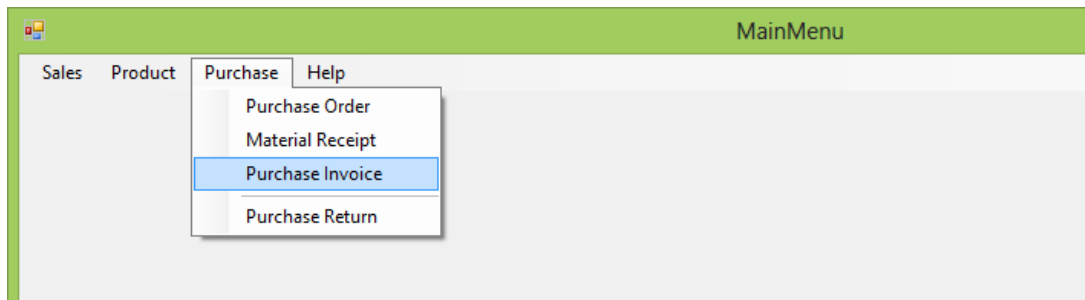 MainMenu
Sales Product Purchase Help
Purchase Order
Material Receipt
Purchase Invoice
Purchase Return